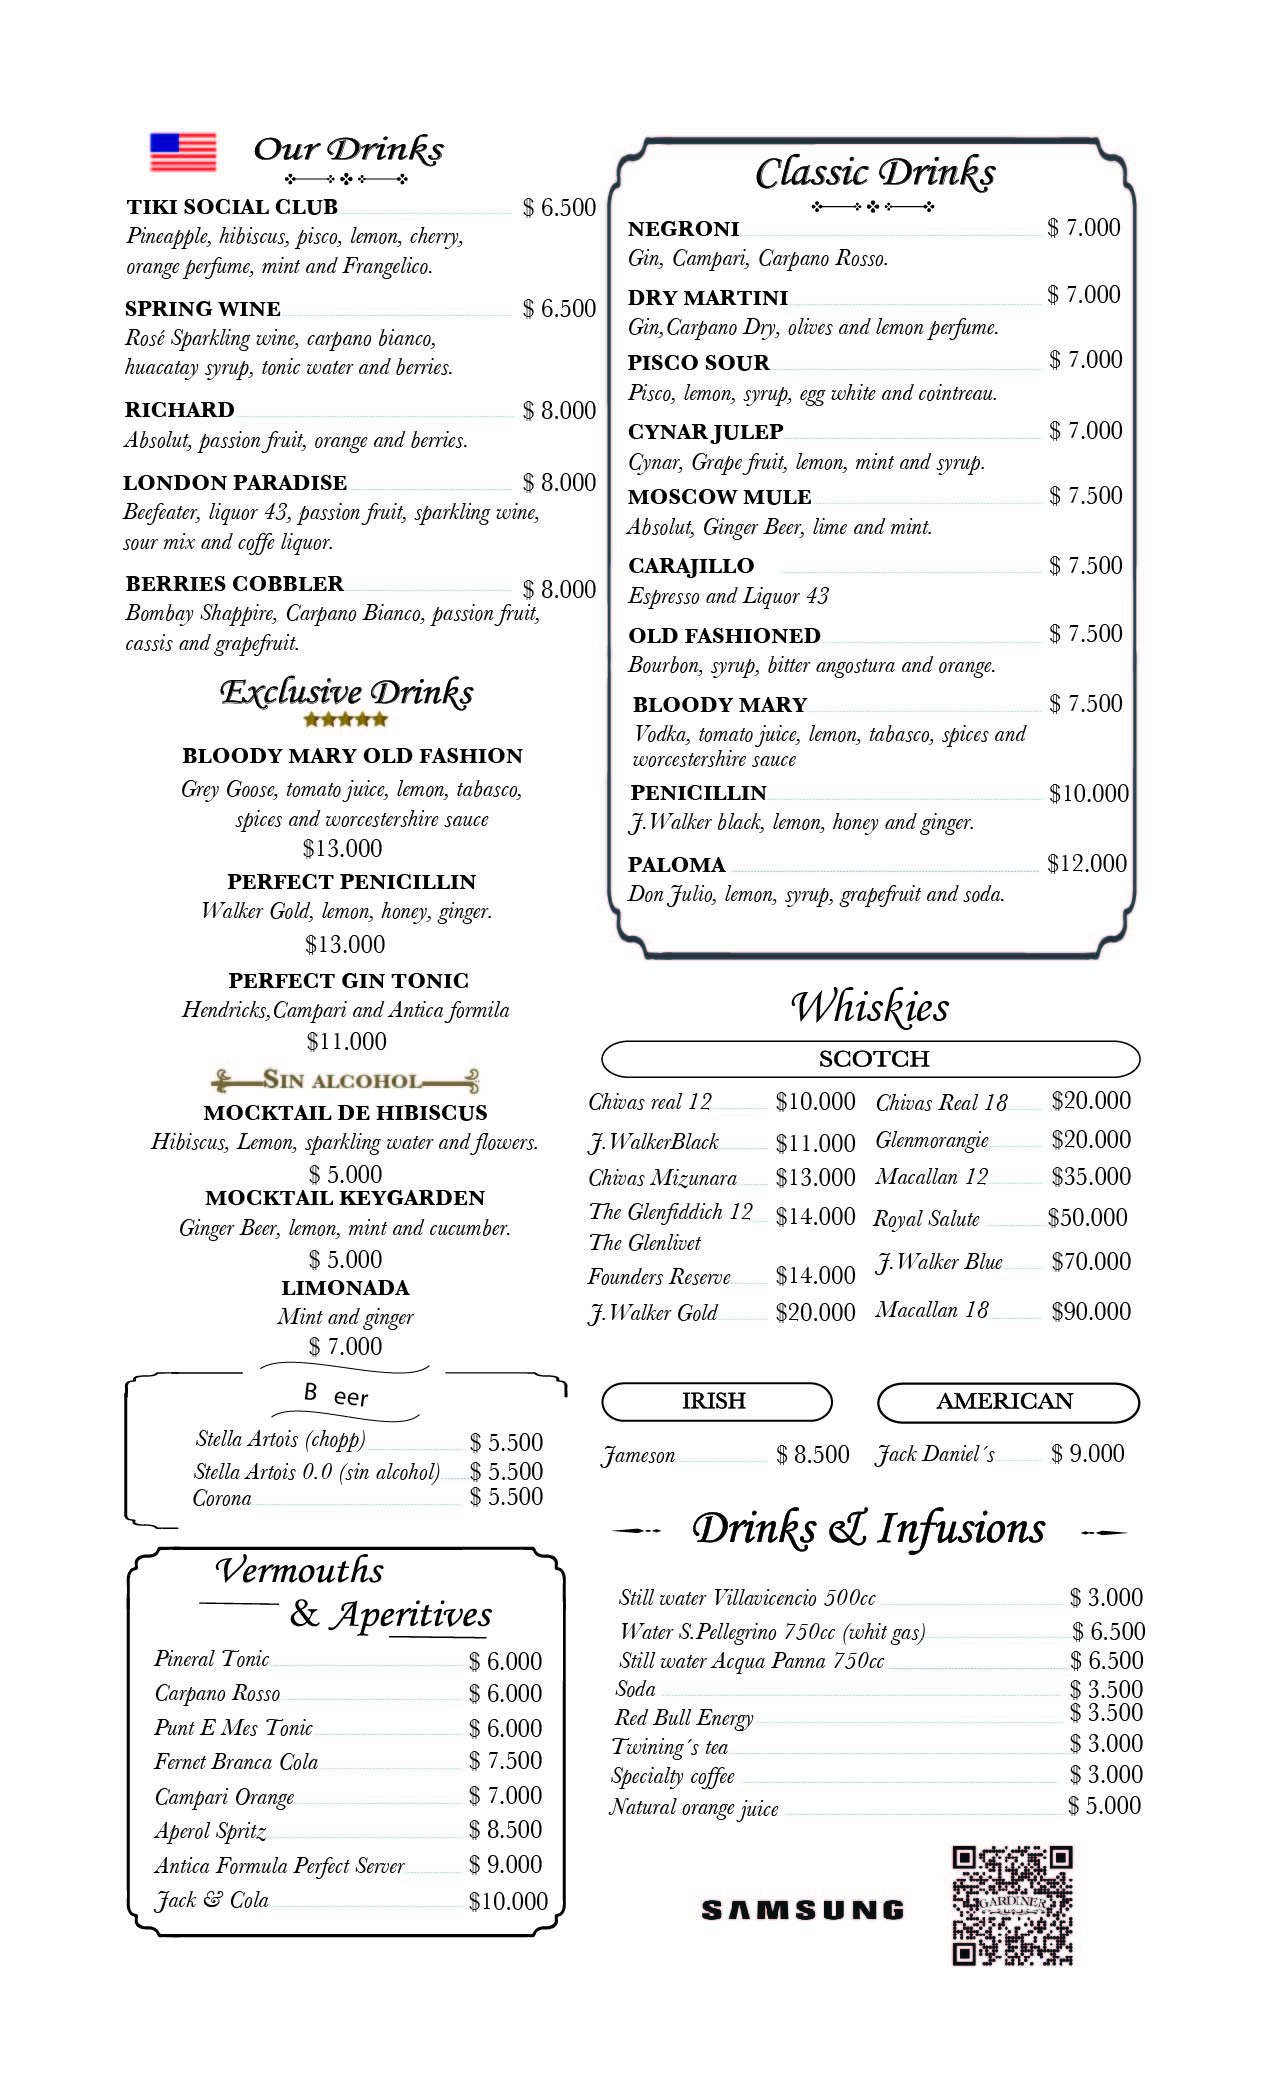 Our Drinks
TIKI SOCIAL CLUB $ 6.500
Pineapple, hibiscus, pisco, lemon, cherry,
orange perfume, mint and Frangelico.
SPRING WINE $ 6.500
Rosé Sparkling wine, carpano bianco,
huacatay syrup, tonic water and berries.
RICHARD $ 8.000
Absolut, passion fruit, orange and berries.
LONDON PARADISE $ 8.000
Beefeater, liquor 43, passion fruit, sparkling wine,
sour mix and coffe liquor.
BERRIES COBBLER $ 8.000
Bombay Shappire, Carpano Bianco, passion fruit,
cassis and grapefruit.
Exclusive Drinks
BLOODY MARY OLD FASHION
Grey Goose, tomato juice, lemon, tabasco,
spices and worcestershire sauce
$13.000
PERFECT PENICILLIN
Walker Gold, lemon, honey, ginger.
$13.000
PERFECT GIN TONIC
Hendricks,Campari and Antica formila
$11.000
SIN ALCOHOL
MOCKTAIL DE HIBISCUS
Hibiscus, Lemon, sparkling water and flowers.
$ 5.000
MOCKTAIL KEYGARDEN
Ginger Beer, lemon, mint and cucumber.
$ 5.000
LIMONADA
Mint and ginger
$ 7.000
B eer
Stella Artois (chopp) $ 5.500
Stella Artois 0.0 (sin alcohol) $ 5.500
Corona $ 5.500
Vermouths
& Aperitives
Pineral Tonic $ 6.000
Carpano Rosso $ 6.000
Punt E Mes Tonic $ 6.000
Fernet Branca Cola $ 7.500
Campari Orange $ 7.000
Aperol Spritz $ 8.500
Antica Formula Perfect Server $ 9.000
Jack & Cola $10.000
Classic Drinks
NEGRONI $ 7.000
Gin, Campari, Carpano Rosso.
DRY MARTINI $ 7.000
Gin,Carpano Dry, olives and lemon perfume.
PISCO SOUR $ 7.000
Pisco, lemon, syrup, egg white and cointreau.
CYNAR JULEP $ 7.000
Cynar, Grape fruit, lemon, mint and syrup.
MOSCOW MULE $ 7.500
Absolut, Ginger Beer, lime and mint.
CARAJILLO $ 7.500
Espresso and Liquor 43
OLD FASHIONED $ 7.500
Bourbon, syrup, bitter angostura and orange.
BLOODY MARY $ 7.500
Vodka, tomato juice, lemon, tabasco, spices and
worcestershire sauce
PENICILLIN $10.000
J.Walker black, lemon, honey and ginger.
PALOMA $12.000
Don Julio, lemon, syrup, grapefruit and soda.
Whiskies
SCOTCH
Chivas real 12 $10.000
J.WalkerBlack $11.000
Chivas Mizunara $13.000
The Glenfiddich 12 $14.000
The Glenlivet
Founders Reserve $14.000
J.Walker Gold $20.000
Chivas Real 18 $20.000
Glenmorangie $20.000
Macallan 12 $35.000
Royal Salute $50.000
J.Walker Blue $70.000
Macallan 18 $90.000
IRISH
Jameson $ 8.500
AMERICAN
Jack Daniel´s $ 9.000
Drinks & Infusions
Still water Villavicencio 500cc $ 3.000
Water S.Pellegrino 750cc (whit gas) $ 6.500
Still water Acqua Panna 750cc $ 6.500
Soda $ 3.500
Red Bull Energy $ 3.500
Twining´s tea $ 3.000
Specialty coffee $ 3.000
Natural orange juice $ 5.000
SAMSUNG
GARDINER